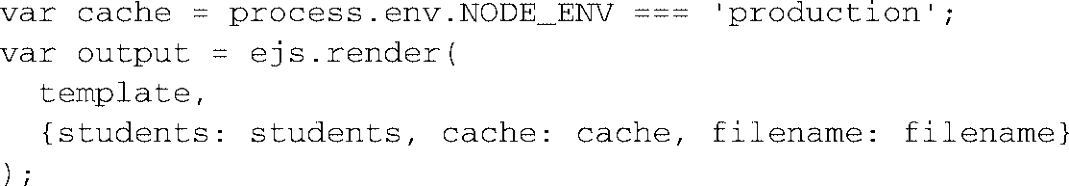 var cache = process.env.NODE_ENV === 'production';
var output = ejs.render(
  template,
  {students: students, cache: cache, filename: filename}
);